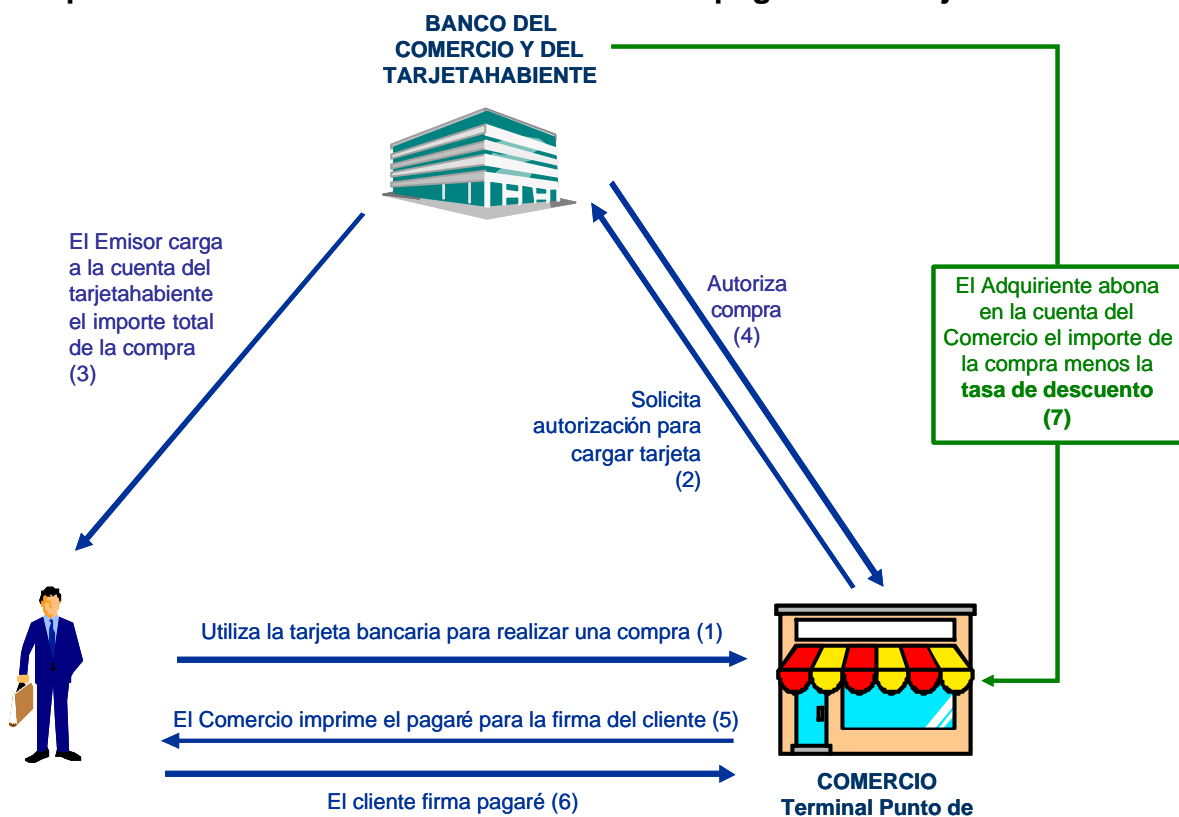 BANCO DEL
COMERCIO Y DEL
TARJETAHABIENTE
El Emisor carga
a la cuenta del
tarjetahabiente
el importe total
de la compra
(3)
Autoriza
compra
(4)
Solicita
autorización para
cargar tarjeta
(2)
El Adquiriente abona
en la cuenta del
Comercio el importe de
la compra menos la
tasa de descuento
(7)
Utiliza la tarjeta bancaria para realizar una compra (1)
El Comercio imprime el pagaré para la firma del cliente (5)
El cliente firma pagaré (6)
COMERCIO
Terminal Punto de